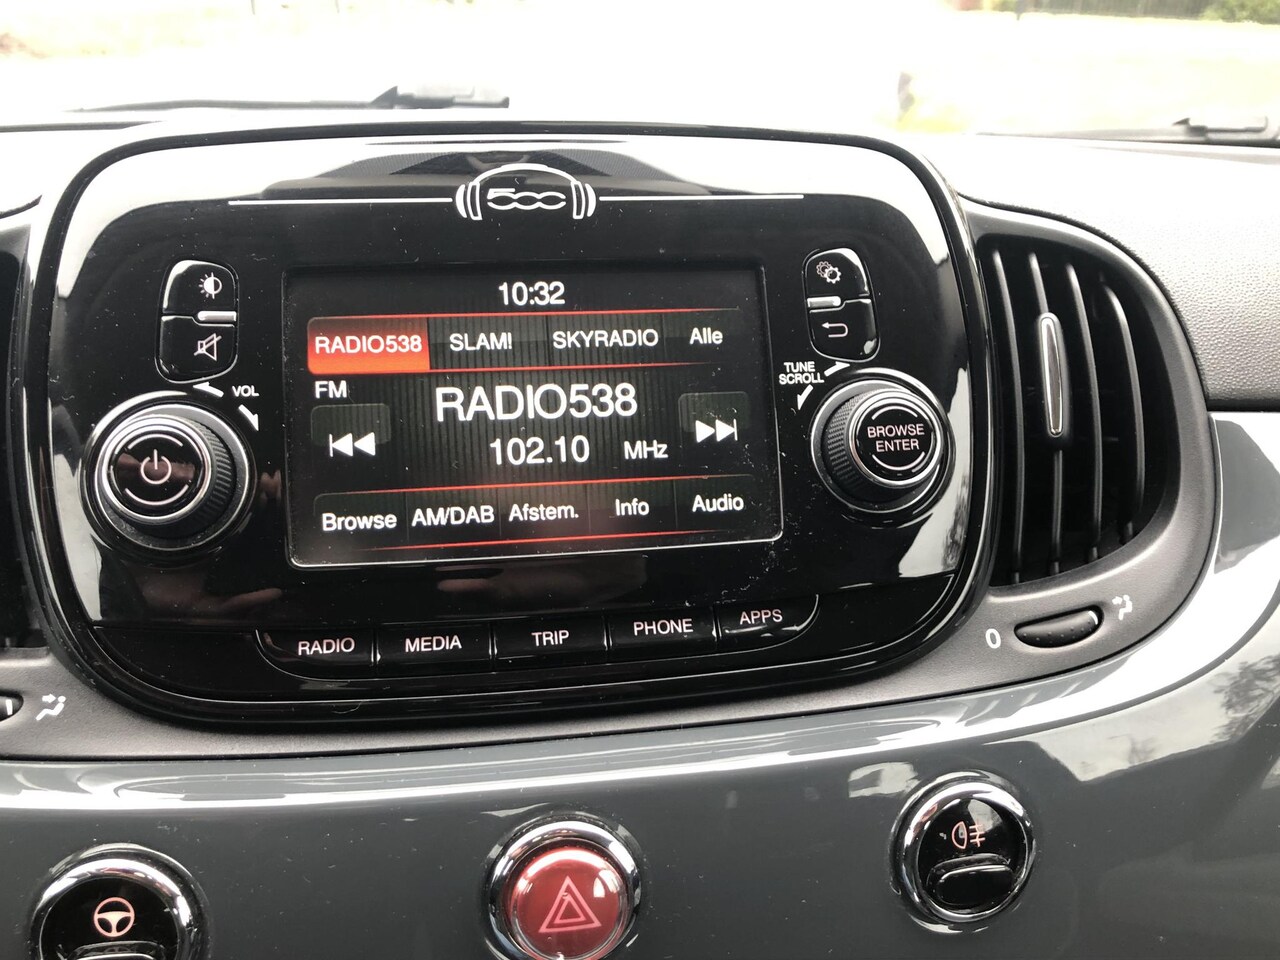 500
10:32
RADIO538 SLAM! SKYRADIO Alle
FM
RADIO538
102.10 MHz
Browse AM/DAB Afstem. Info Audio
VOL
TUNE
SCROLL
BROWSE
ENTER
RADIO MEDIA TRIP PHONE APPS
0